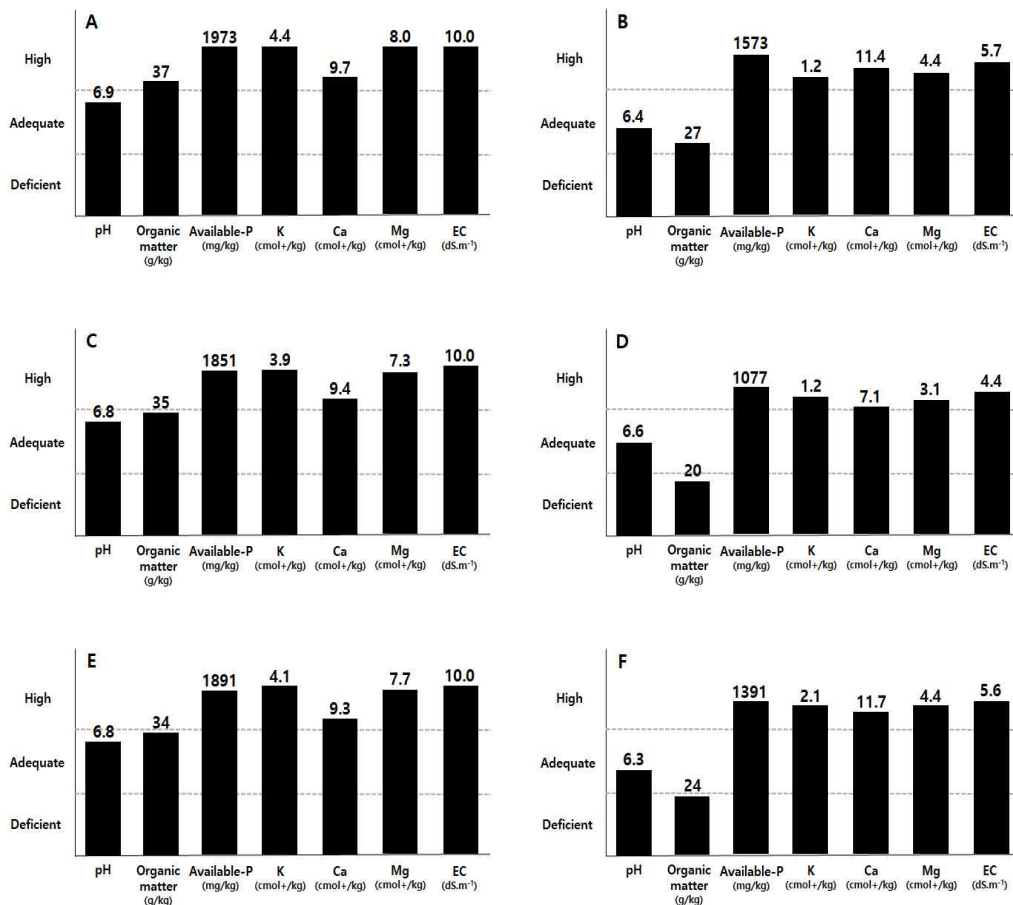 A
High
Adequate
Deficient
6.9
37
1973
4.4
9.7
8.0
10.0
pH Organic Available-P K Ca Mg EC
matter (mg/kg) (cmol+/kg) (cmol+/kg) (cmol+/kg) (dS.m⁻¹)
(g/kg)
B
High
Adequate
Deficient
6.4
27
1573
1.2
11.4
4.4
5.7
pH Organic Available-P K Ca Mg EC
matter (mg/kg) (cmol+/kg) (cmol+/kg) (cmol+/kg) (dS.m⁻¹)
(g/kg)
C
High
Adequate
Deficient
6.8
35
1851
3.9
9.4
7.3
10.0
pH Organic Available-P K Ca Mg EC
matter (mg/kg) (cmol+/kg) (cmol+/kg) (cmol+/kg) (dS.m⁻¹)
(g/kg)
D
High
Adequate
Deficient
6.6
20
1077
1.2
7.1
3.1
4.4
pH Organic Available-P K Ca Mg EC
matter (mg/kg) (cmol+/kg) (cmol+/kg) (cmol+/kg) (dS.m⁻¹)
(g/kg)
E
High
Adequate
Deficient
6.8
34
1891
4.1
9.3
7.7
10.0
pH Organic Available-P K Ca Mg EC
matter (mg/kg) (cmol+/kg) (cmol+/kg) (cmol+/kg) (dS.m⁻¹)
(g/kg)
F
High
Adequate
Deficient
6.3
24
1391
2.1
11.7
4.4
5.6
pH Organic Available-P K Ca Mg EC
matter (mg/kg) (cmol+/kg) (cmol+/kg) (cmol+/kg) (dS.m⁻¹)
(g/kg)